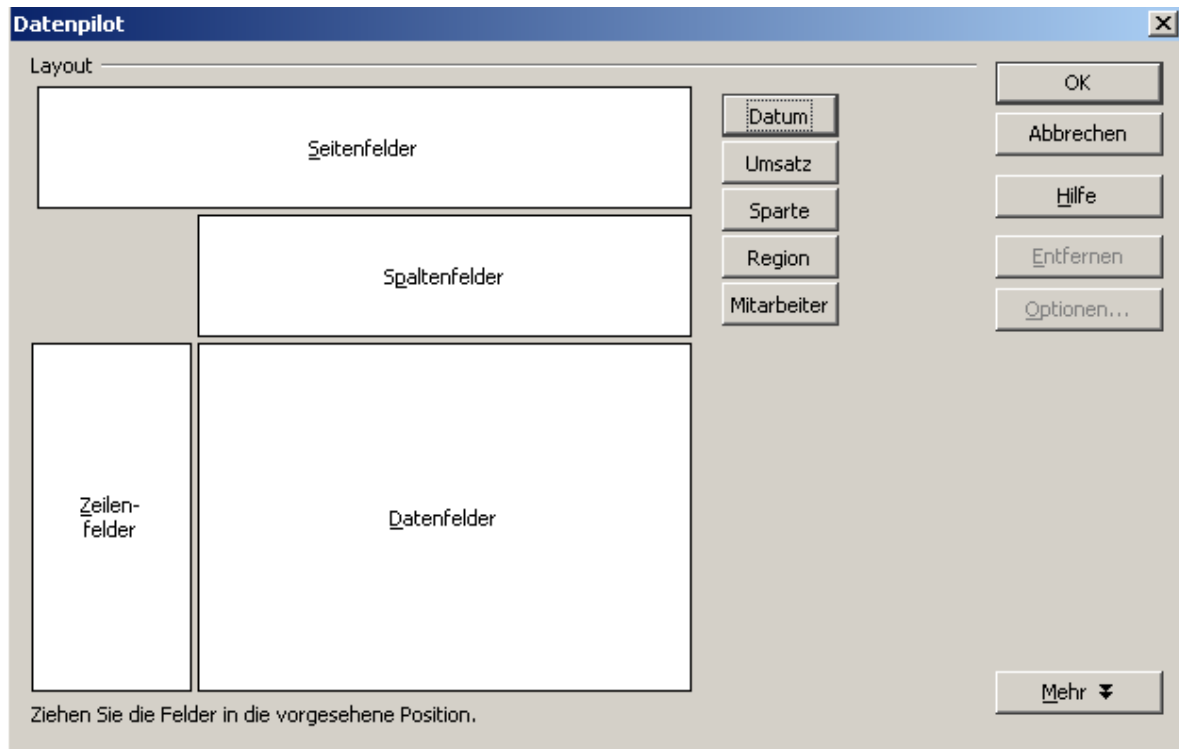 Datenpilot
Layout
Seitenfelder
Spaltenfelder
Zeilen-
felder
Datenfelder
Datum
Umsatz
Sparte
Region
Mitarbeiter
OK
Abbrechen
Hilfe
Entfernen
Optionen...
Mehr
Ziehen Sie die Felder in die vorgesehene Position.